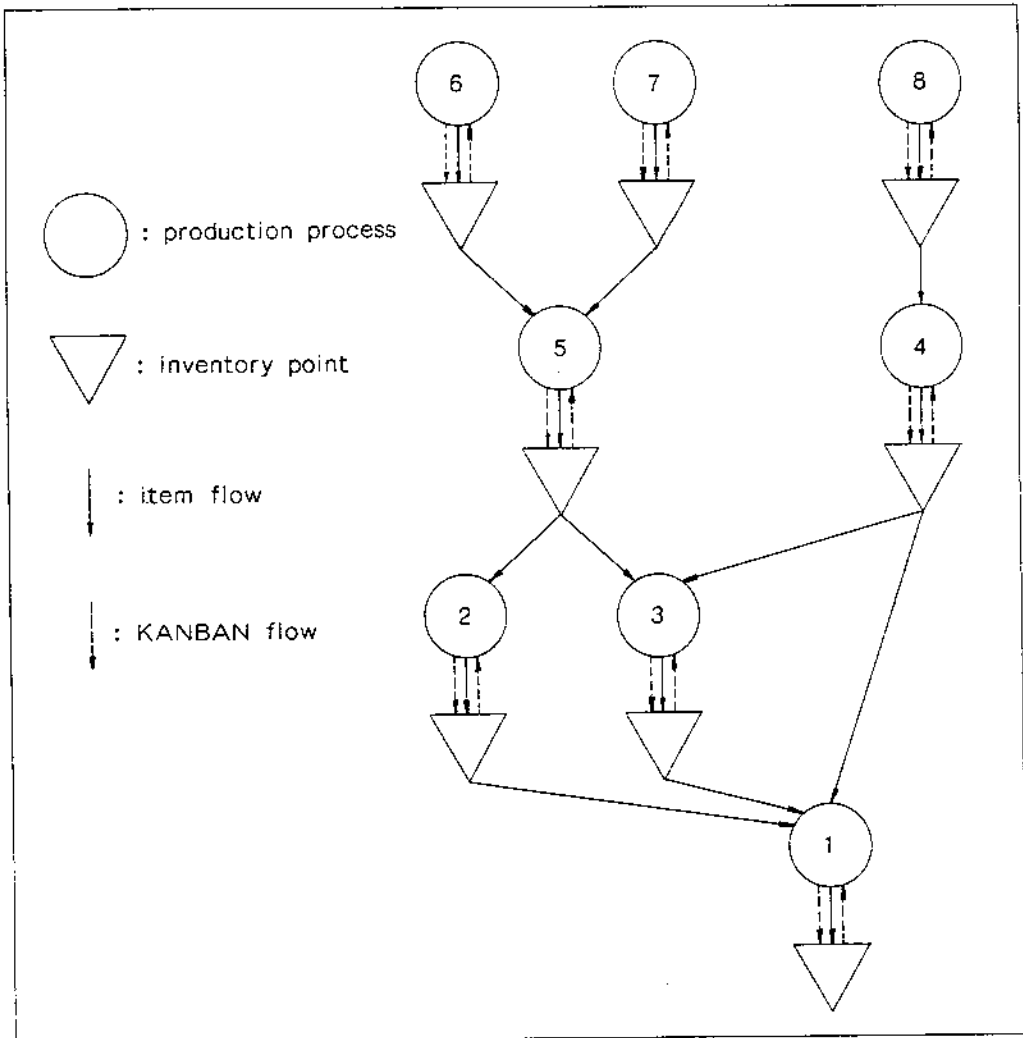 6
7
8
: production process
: inventory point
5
4
: item flow
2
3
: KANBAN flow
1